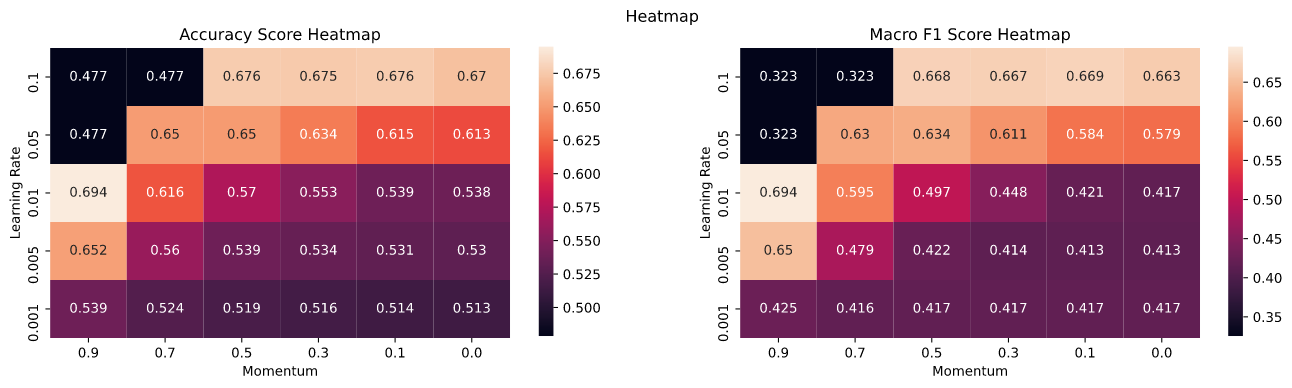 Heatmap
Accuracy Score Heatmap
Learning Rate
0.1 0.477 0.477 0.676 0.675 0.676 0.67
0.05 0.477 0.65 0.65 0.634 0.615 0.613
0.01 0.694 0.616 0.57 0.553 0.539 0.538
0.005 0.652 0.56 0.539 0.534 0.531 0.53
0.001 0.539 0.524 0.519 0.516 0.514 0.513
0.9 0.7 0.5 0.3 0.1 0.0
Momentum
0.675
0.650
0.625
0.600
0.575
0.550
0.525
0.500
Macro F1 Score Heatmap
Learning Rate
0.1 0.323 0.323 0.668 0.667 0.669 0.663
0.05 0.323 0.63 0.634 0.611 0.584 0.579
0.01 0.694 0.595 0.497 0.448 0.421 0.417
0.005 0.65 0.479 0.422 0.414 0.413 0.413
0.001 0.425 0.416 0.417 0.417 0.417 0.417
0.9 0.7 0.5 0.3 0.1 0.0
Momentum
0.65
0.60
0.55
0.50
0.45
0.40
0.35